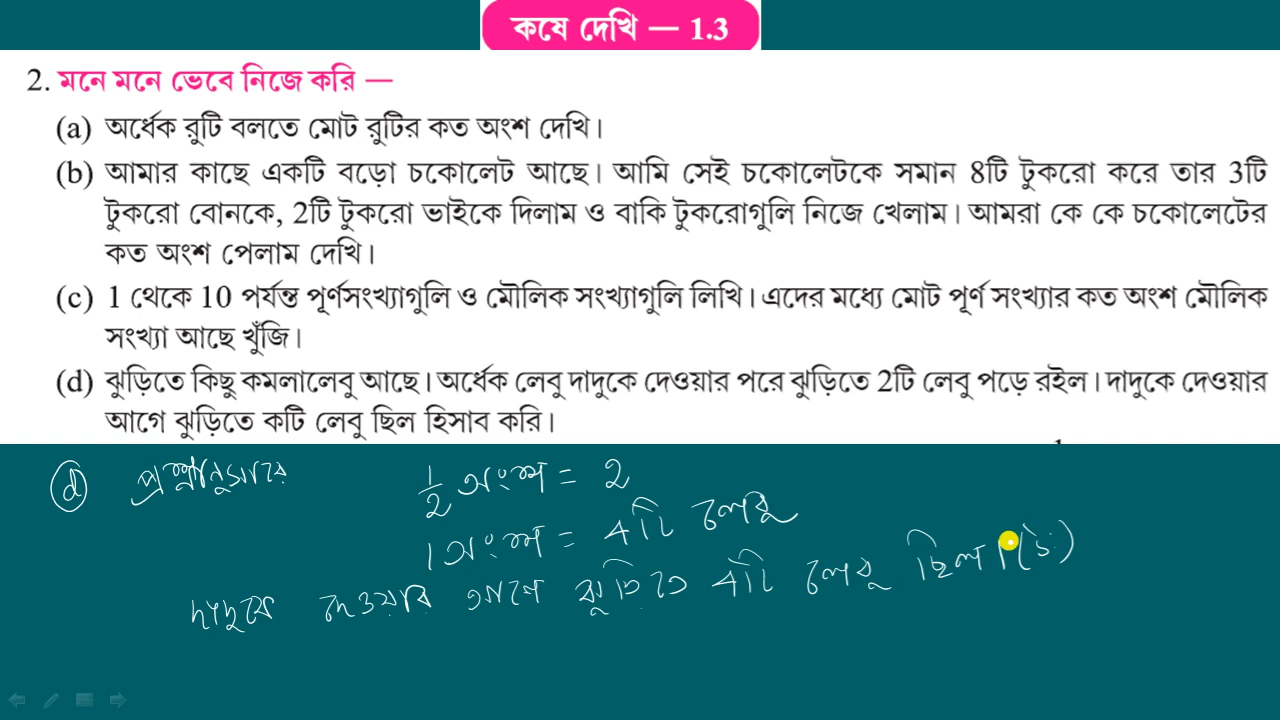 কষে দেখি — 1.3
2. মনে মনে ভেবে নিজে করি —
(a) অর্ধেক রুটি বলতে মোট রুটির কত অংশ দেখি।
(b) আমার কাছে একটি বড়ো চকোলেট আছে। আমি সেই চকোলেটকে সমান 8টি টুকরো করে তার 3টি
টুকরো বোনকে, 2টি টুকরো ভাইকে দিলাম ও বাকি টুকরোগুলি নিজে খেলাম। আমরা কে কে চকোলেটের
কত অংশ পেলাম দেখি।
(c) 1 থেকে 10 পর্যন্ত পূর্ণসংখ্যাগুলি ও মৌলিক সংখ্যাগুলি লিখি। এদের মধ্যে মোট পূর্ণ সংখ্যার কত অংশ মৌলিক
সংখ্যা আছে খুঁজি।
(d) ঝুড়িতে কিছু কমলালেবু আছে। অর্ধেক লেবু দাদুকে দেওয়ার পরে ঝুড়িতে 2টি লেবু পড়ে রইল। দাদুকে দেওয়ার
আগে ঝুড়িতে কটি লেবু ছিল হিসাব করি।
(d) প্রশ্নানুসারে 1/2 অংশ = 2
1 অংশ = 4টি লেবু
দাদুকে দেওয়ার আগে ঝুড়িতে 4টি লেবু ছিল। (উঃ)